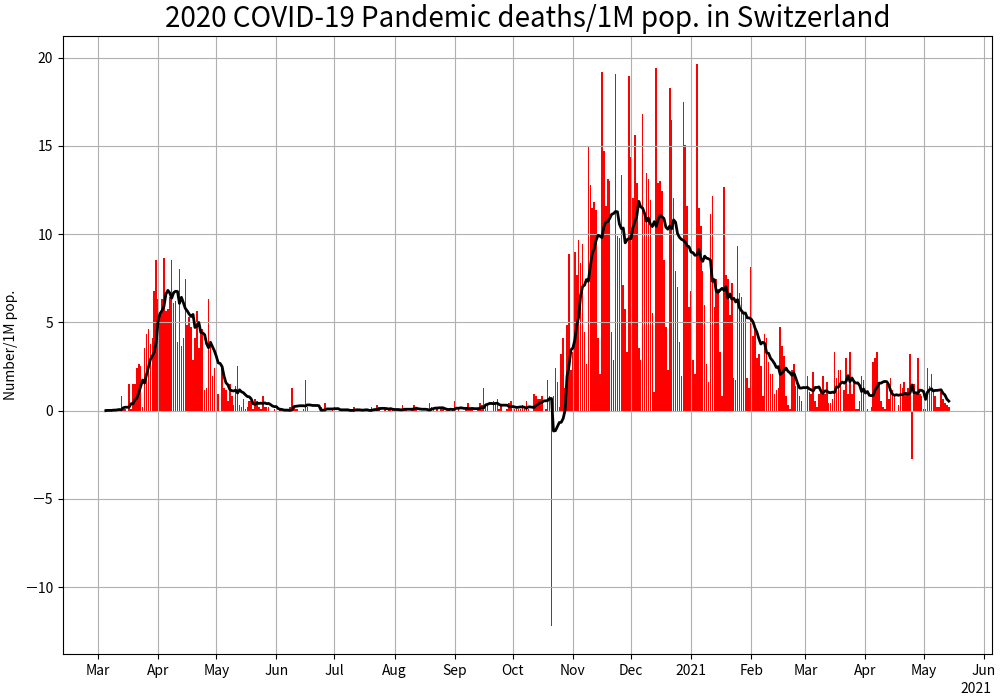 2020 COVID-19 Pandemic deaths/1M pop. in Switzerland
Number/1M pop.
20
15
10
5
0
−5
−10
Mar Apr May Jun Jul Aug Sep Oct Nov Dec 2021 Feb Mar Apr May Jun
2021